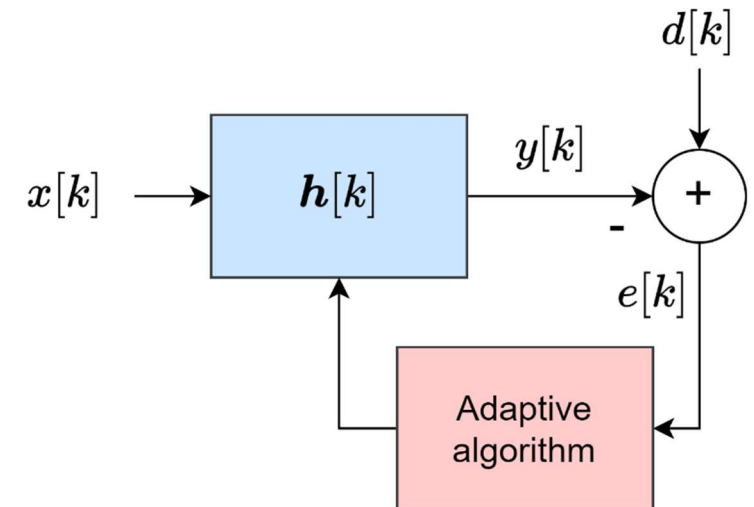 d[k]
x[k]
h[k]
y[k]
+
-
e[k]
Adaptive
algorithm